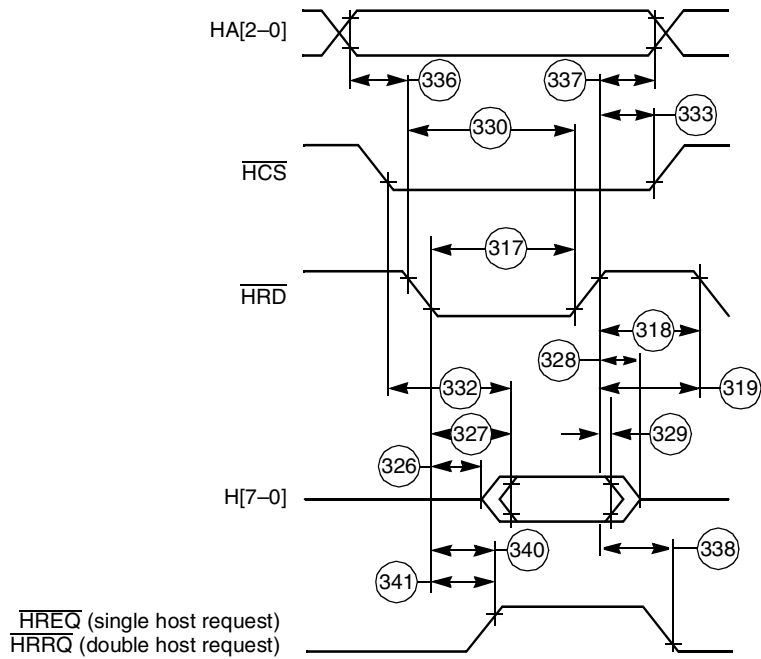 HA[2–0]
336
337
333
330
HCS
317
HRD
318
328
332
319
327
329
326
H[7–0]
340
338
341
HREQ (single host request)
HRRQ (double host request)